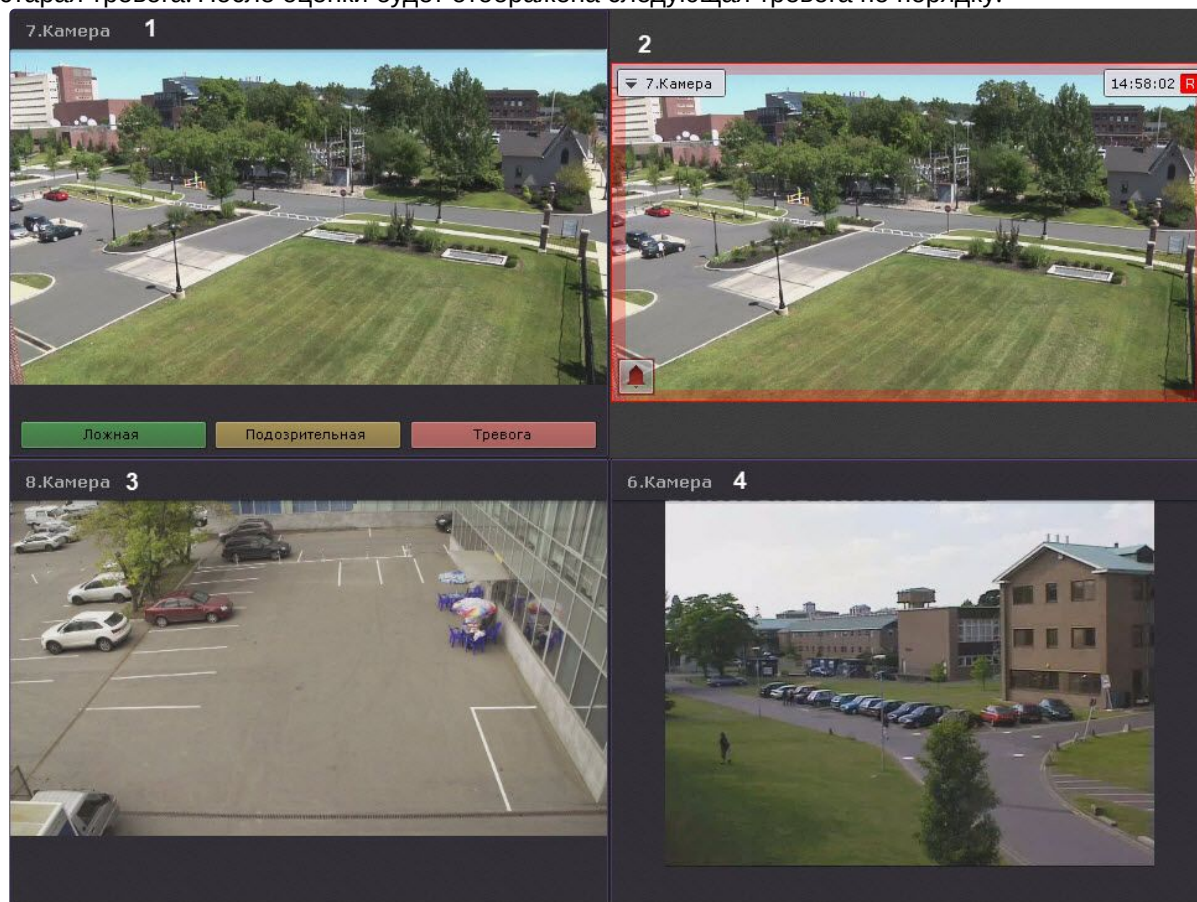 тревога. После оценки будет отображена следующая тревога по порядку.
7.Камера 1
2
7.Камера 14:58:02 R
Ложная Подозрительная Тревога
8.Камера 3
6.Камера 4